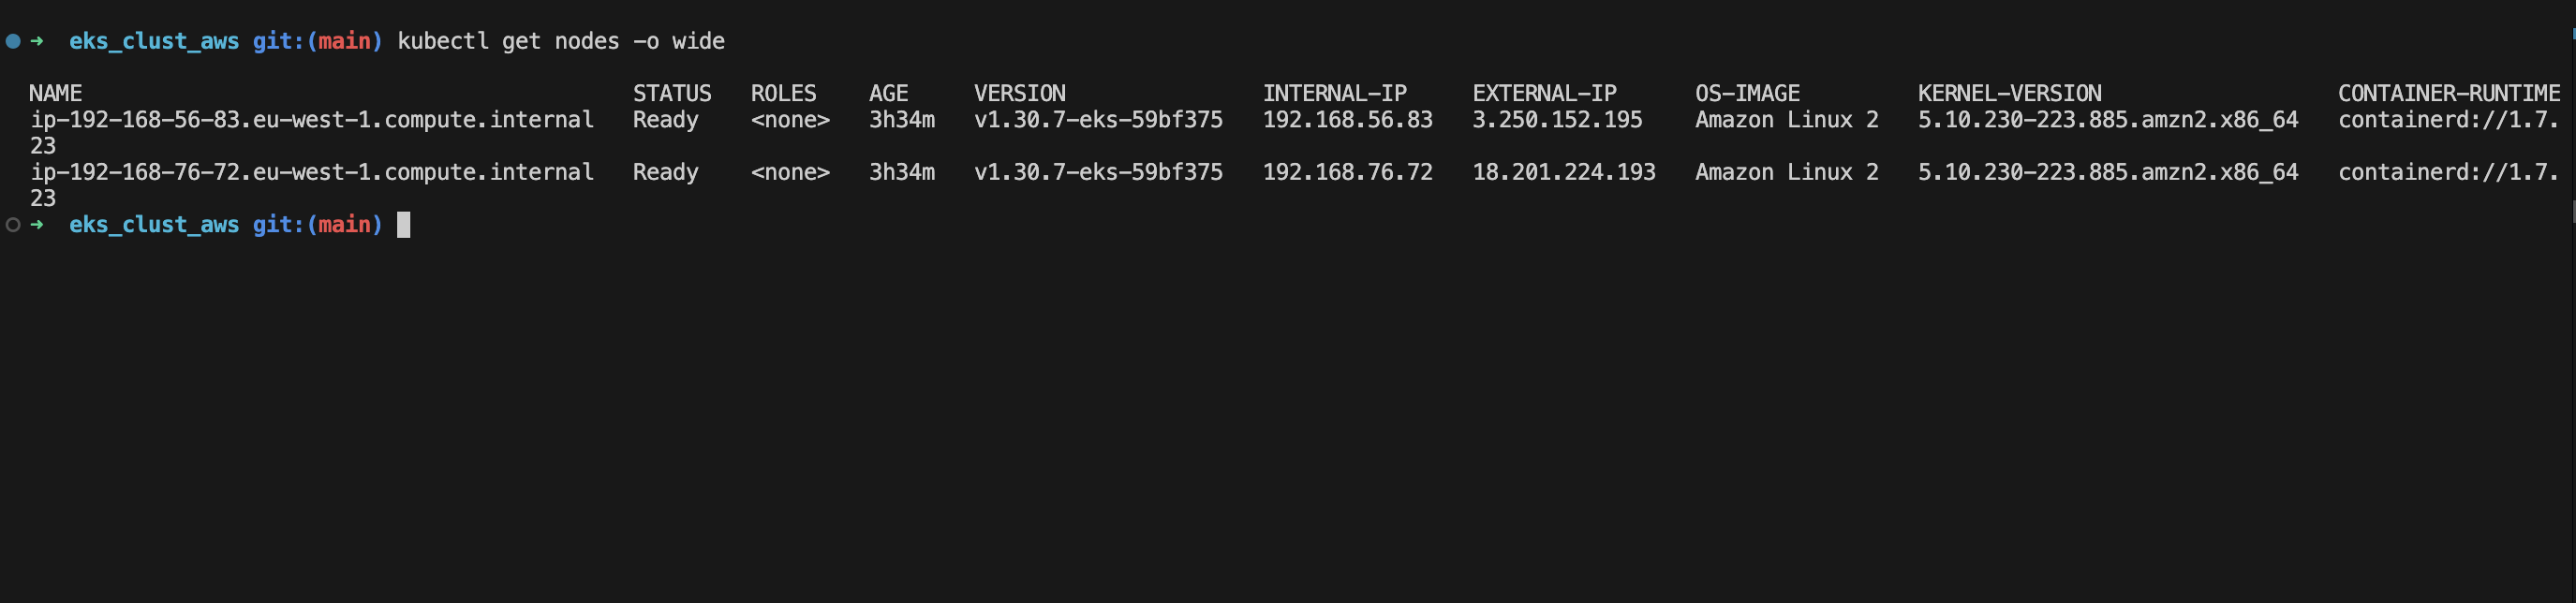 ➜ eks_clust_aws git:(main) kubectl get nodes -o wide
NAME STATUS ROLES AGE VERSION INTERNAL-IP EXTERNAL-IP OS-IMAGE KERNEL-VERSION CONTAINER-RUNTIME
ip-192-168-56-83.eu-west-1.compute.internal Ready <none> 3h34m v1.30.7-eks-59bf375 192.168.56.83 3.250.152.195 Amazon Linux 2 5.10.230-223.885.amzn2.x86_64 containerd://1.7.
23
ip-192-168-76-72.eu-west-1.compute.internal Ready <none> 3h34m v1.30.7-eks-59bf375 192.168.76.72 18.201.224.193 Amazon Linux 2 5.10.230-223.885.amzn2.x86_64 containerd://1.7.
23
➜ eks_clust_aws git:(main)